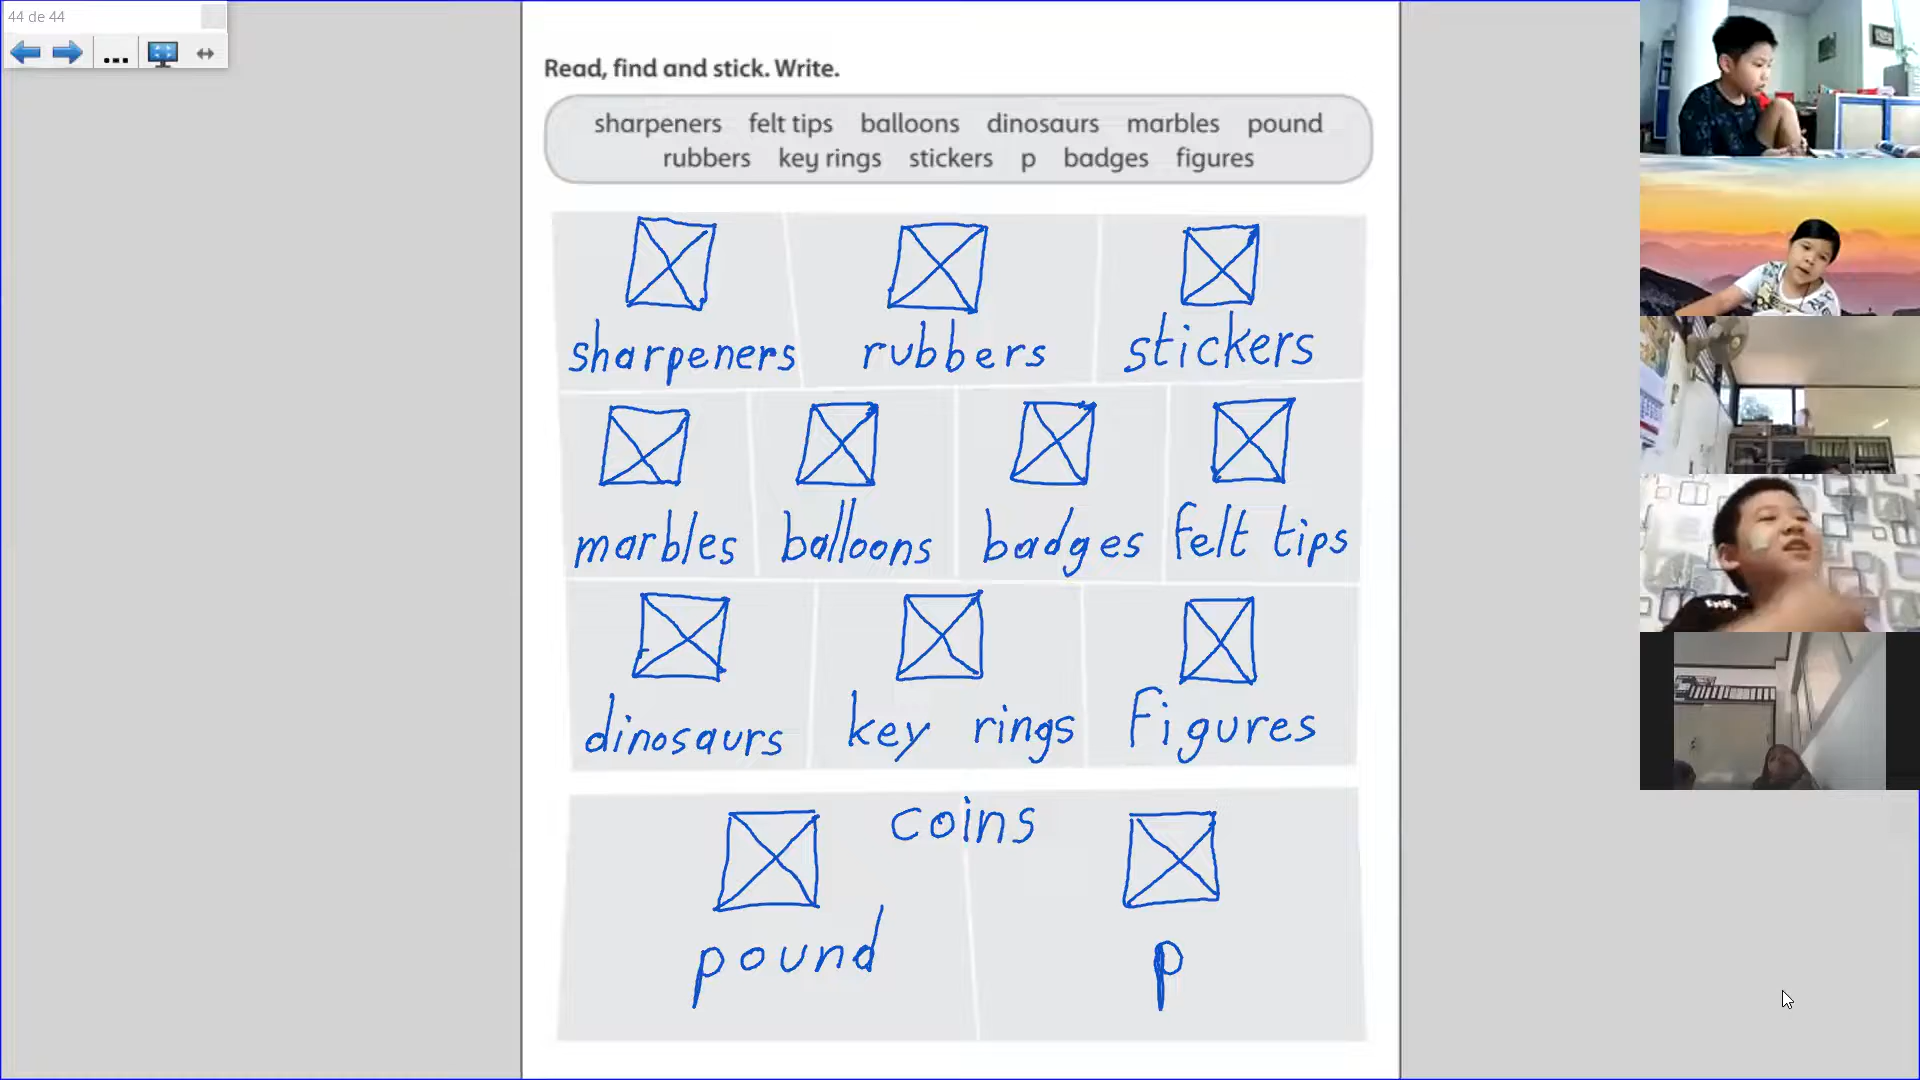 44 de 44
...
Read, find and stick. Write.
sharpeners felt tips balloons dinosaurs marbles pound
rubbers key rings stickers p badges figures
sharpeners rubbers stickers
marbles balloons badges felt tips
dinosaurs key rings figures
coins
pound p